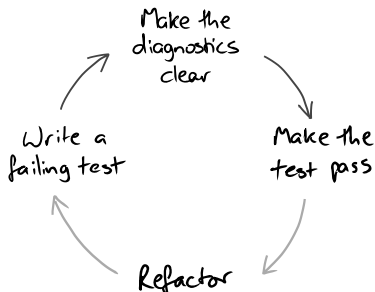 Make the
diagnostics
clear
Write a
failing test
Make the
test pass
Refactor